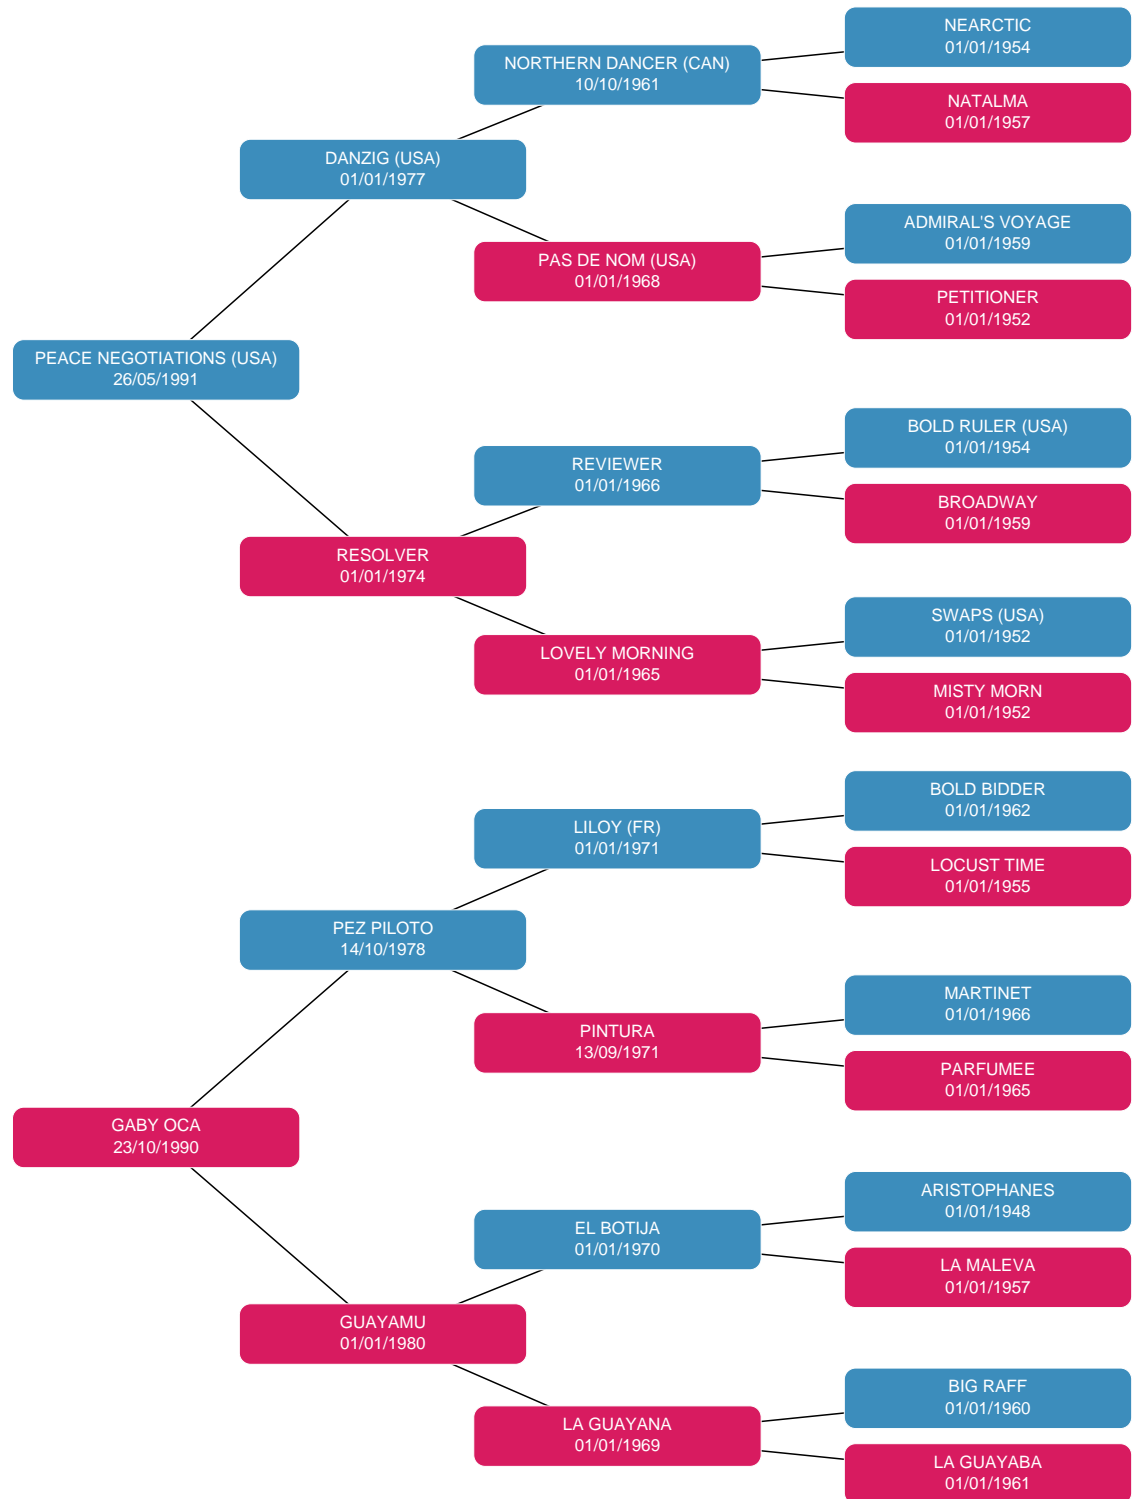 NEARCTIC
01/01/1954
NORTHERN DANCER (CAN)
10/10/1961
NATALMA
01/01/1957
DANZIG (USA)
01/01/1977
ADMIRAL'S VOYAGE
01/01/1959
PAS DE NOM (USA)
01/01/1968
PETITIONER
01/01/1952
PEACE NEGOTIATIONS (USA)
26/05/1991
BOLD RULER (USA)
01/01/1954
REVIEWER
01/01/1966
BROADWAY
01/01/1959
RESOLVER
01/01/1974
SWAPS (USA)
01/01/1952
LOVELY MORNING
01/01/1965
MISTY MORN
01/01/1952
BOLD BIDDER
01/01/1962
LILOY (FR)
01/01/1971
LOCUST TIME
01/01/1955
PEZ PILOTO
14/10/1978
MARTINET
01/01/1966
PINTURA
13/09/1971
PARFUMEE
01/01/1965
GABY OCA
23/10/1990
ARISTOPHANES
01/01/1948
EL BOTIJA
01/01/1970
LA MALEVA
01/01/1957
GUAYAMU
01/01/1980
BIG RAFF
01/01/1960
LA GUAYANA
01/01/1969
LA GUAYABA
01/01/1961